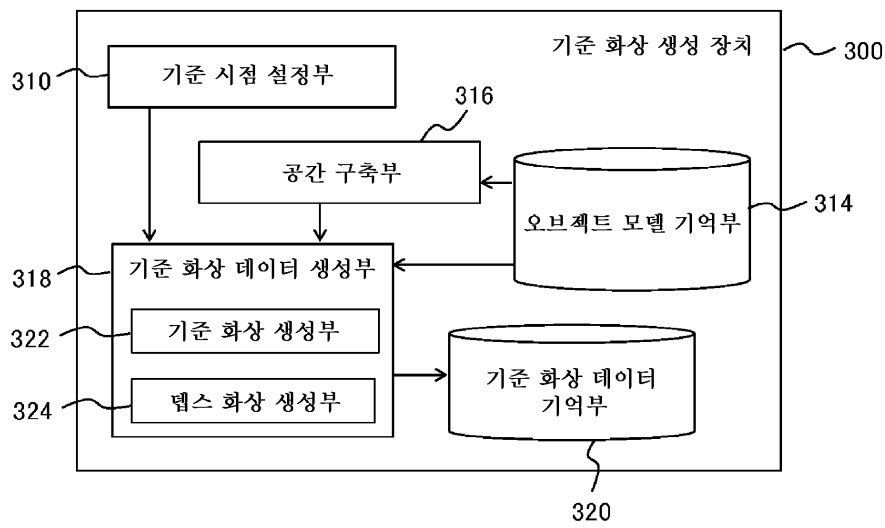 기준 화상 생성 장치
300
310
기준 시점 설정부
316
공간 구축부
오브젝트 모델 기억부
314
318
기준 화상 데이터 생성부
322
기준 화상 생성부
324
뎁스 화상 생성부
기준 화상 데이터
기억부
320